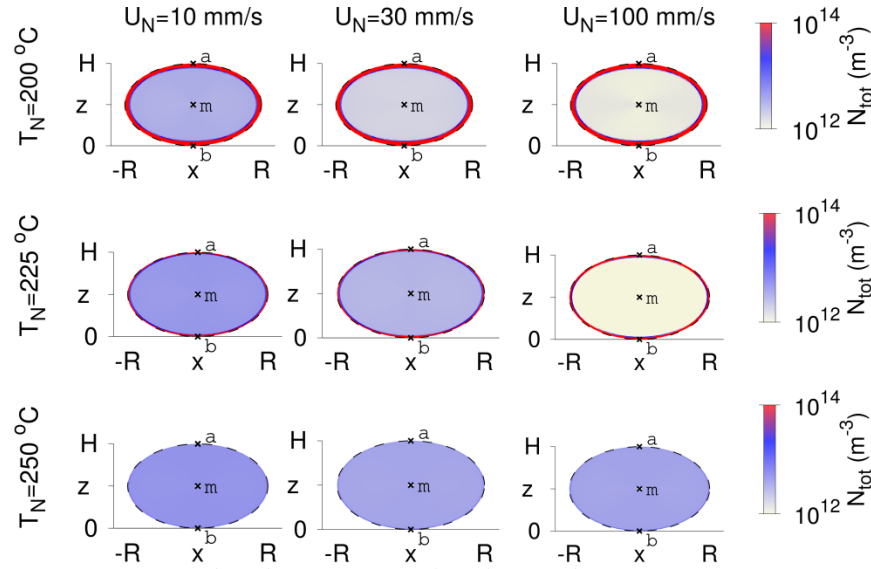 U_N=10 mm/s U_N=30 mm/s U_N=100 mm/s
T_N=200 °C
H a H a H a 10^14
z m z m z m N_tot (m^-3)
0 b 0 b 0 b 10^12
-R x R -R x R -R x R
T_N=225 °C
H a H a H a 10^14
z m z m z m N_tot (m^-3)
0 b 0 b 0 b 10^12
-R x R -R x R -R x R
T_N=250 °C
H a H a H a 10^14
z m z m z m N_tot (m^-3)
0 b 0 b 0 b 10^12
-R x R -R x R -R x R